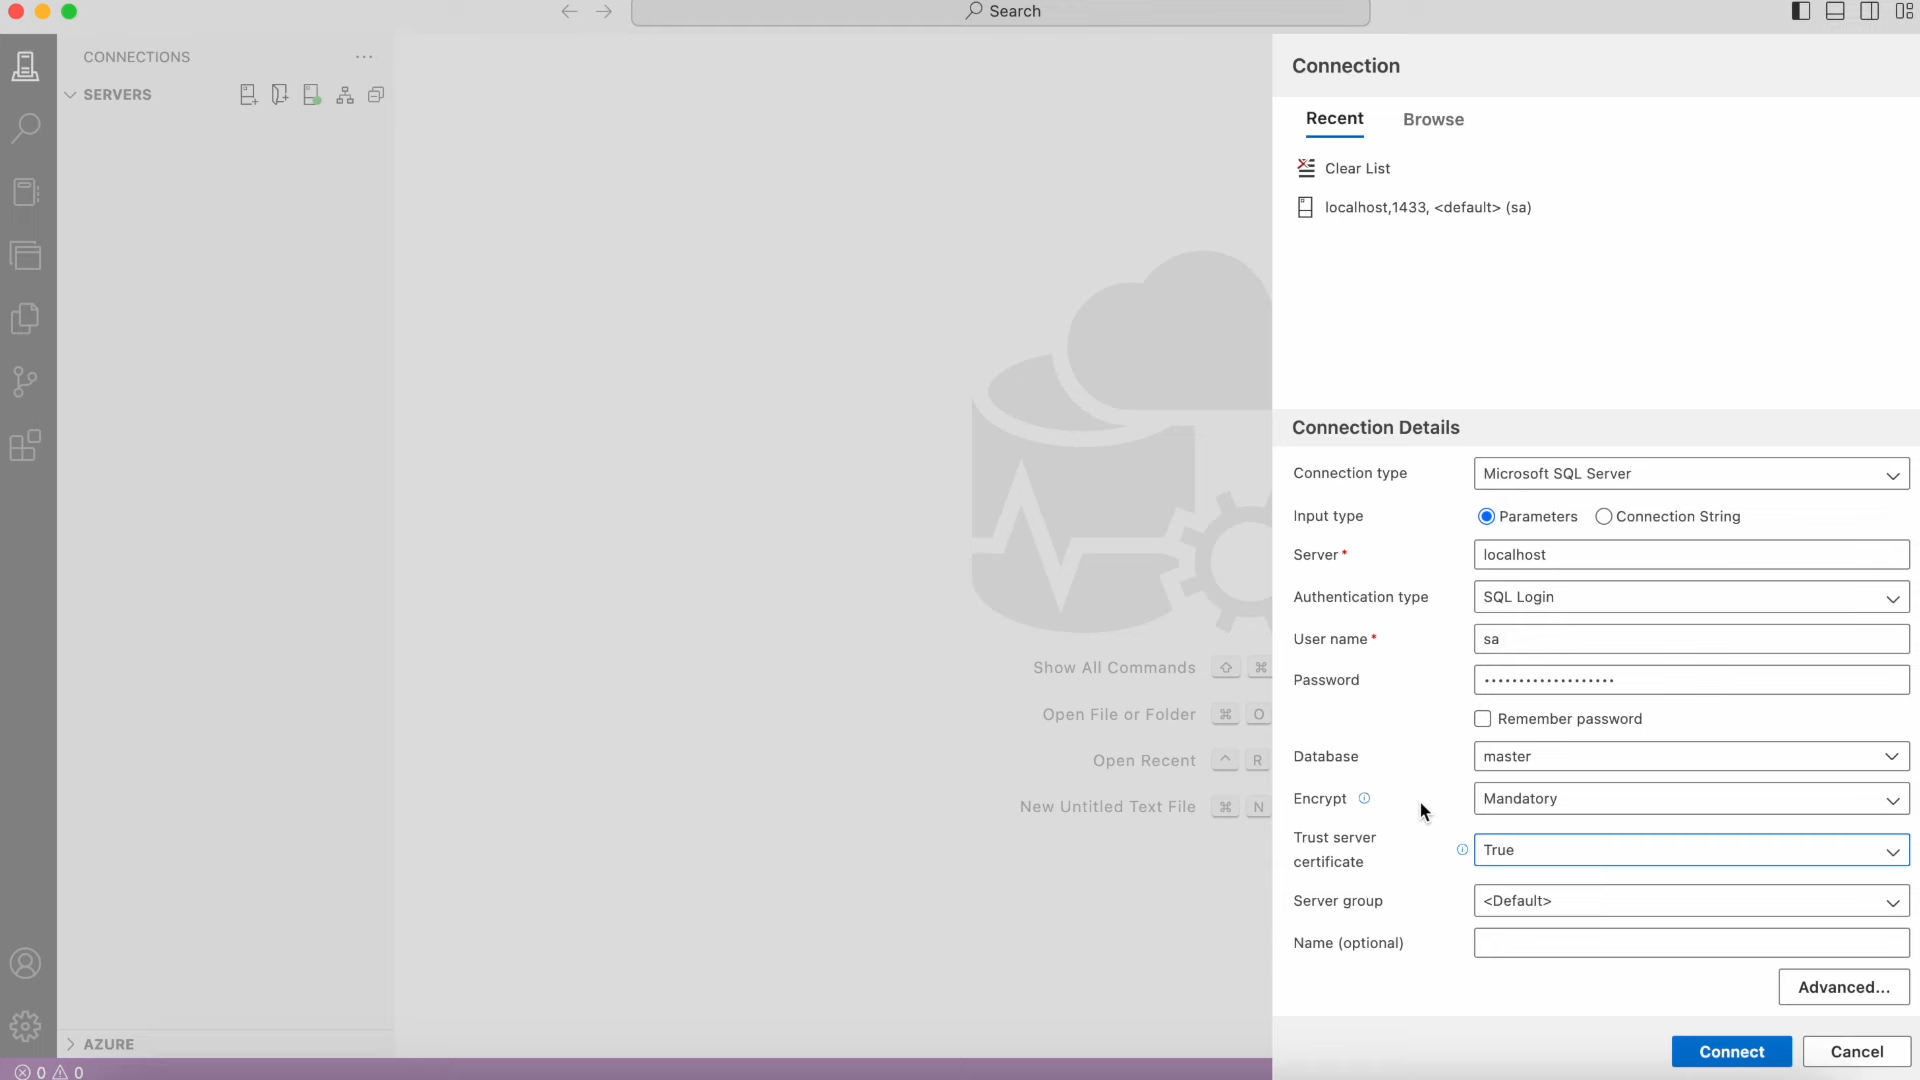 Search
CONNECTIONS
SERVERS
Show All Commands ⇧ ⌘
Open File or Folder ⌘ O
Open Recent ^ R
New Untitled Text File ⌘ N
AZURE
0 0
Connection
Recent Browse
Clear List
localhost,1433, <default> (sa)
Connection Details
Connection type Microsoft SQL Server
Input type Parameters Connection String
Server* localhost
Authentication type SQL Login
User name* sa
Password •••••••••••••••••••
Remember password
Database master
Encrypt Mandatory
Trust server
certificate True
Server group <Default>
Name (optional)
Advanced...
Connect Cancel